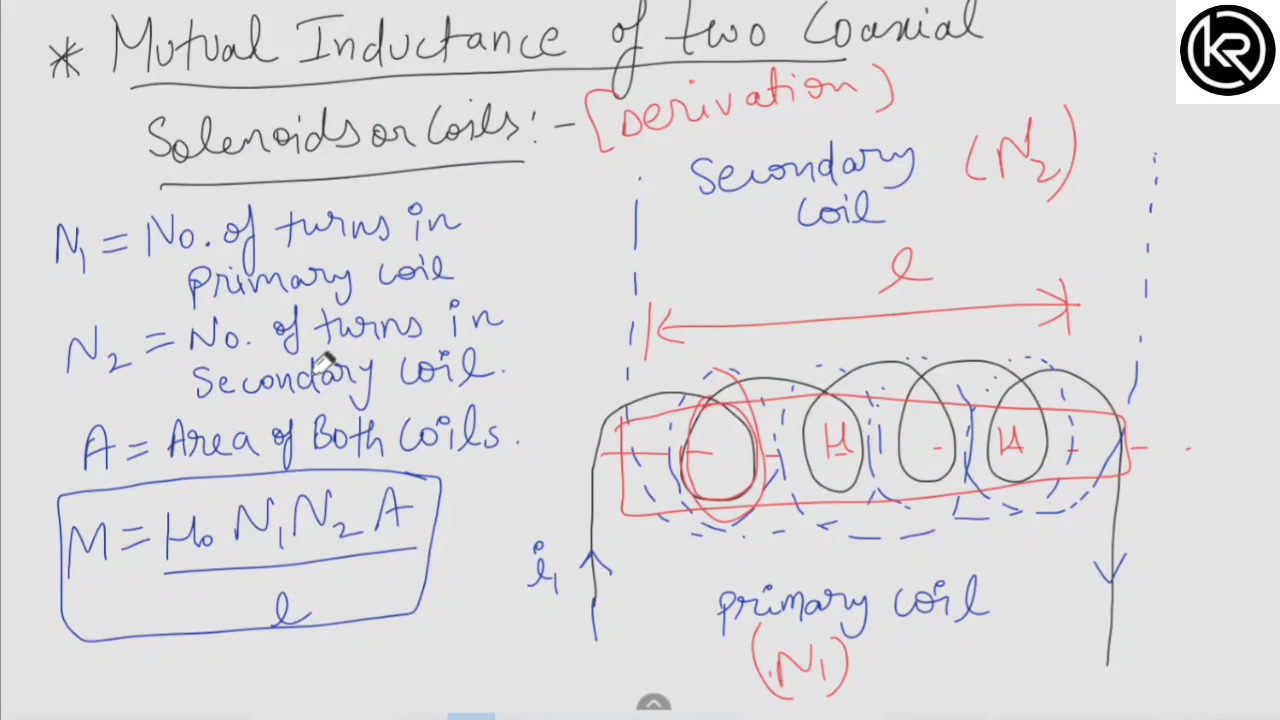 * Mutual Inductance of two Coaxial
Solenoids or Coils :- [Derivation]
N₁ = No. of turns in
primary coil
N₂ = No. of turns in
Secondary coil.
A = Area of Both Coils.
M = μ₀ N₁ N₂ A
l
Secondary (N₂)
coil
l
μ μ
i₁
primary coil
(N₁)
KR